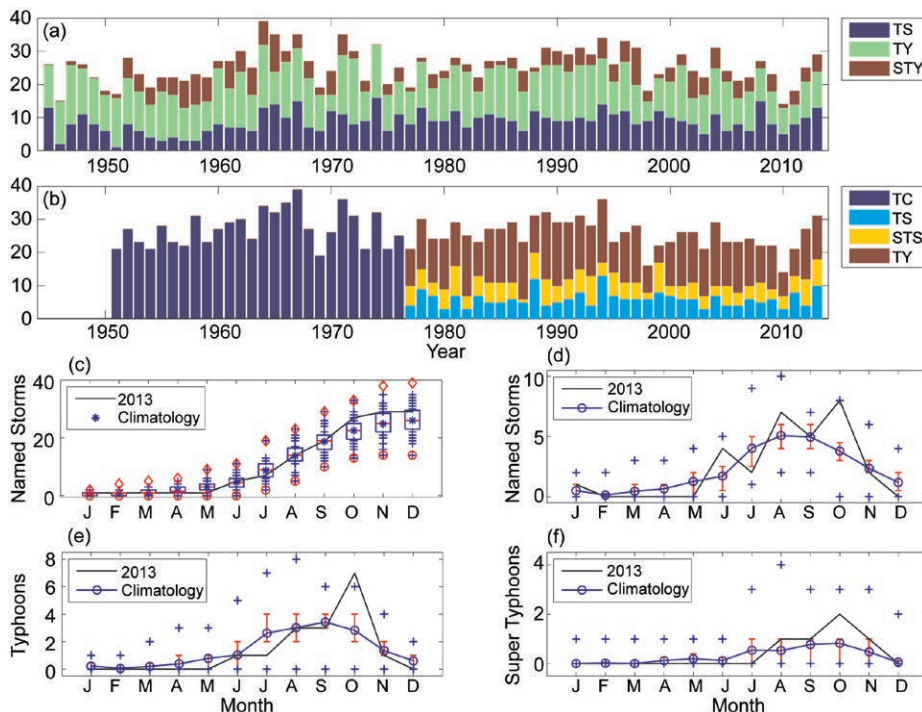 (a)
40
30
20
10
0
1950 1960 1970 1980 1990 2000 2010
TS
TY
STY
(b)
40
30
20
10
0
1950 1960 1970 1980 1990 2000 2010
Year
TC
TS
STS
TY
(c)
Named Storms
40
20
0
2013
Climatology
J F M A M J J A S O N D
(d)
Named Storms
10
5
0
2013
Climatology
J F M A M J J A S O N D
(e)
Typhoons
8
6
4
2
0
2013
Climatology
J F M A M J J A S O N D
Month
(f)
Super Typhoons
4
2
0
2013
Climatology
J F M A M J J A S O N D
Month